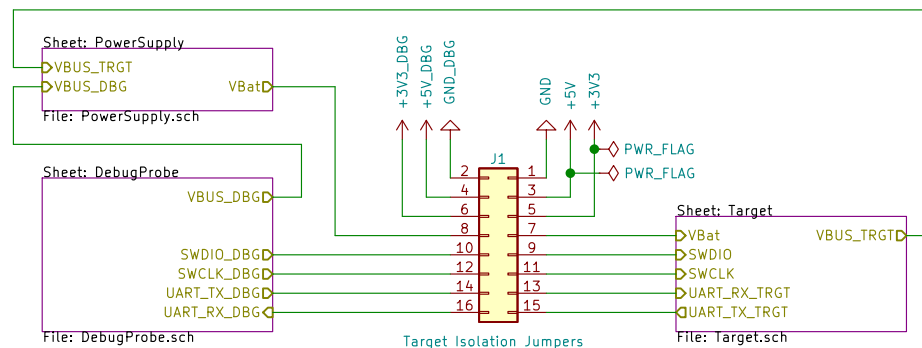 Sheet: PowerSupply
VBUS_TRGT
VBUS_DBG
VBat
File: PowerSupply.sch
+3V3_DBG
+5V_DBG
GND_DBG
GND
+5V
+3V3
PWR_FLAG
PWR_FLAG
J1
2 1
4 3
6 5
8 7
10 9
12 11
14 13
16 15
Target Isolation Jumpers
Sheet: DebugProbe
VBUS_DBG
SWDIO_DBG
SWCLK_DBG
UART_TX_DBG
UART_RX_DBG
File: DebugProbe.sch
Sheet: Target
VBat
VBUS_TRGT
SWDIO
SWCLK
UART_RX_TRGT
UART_TX_TRGT
File: Target.sch